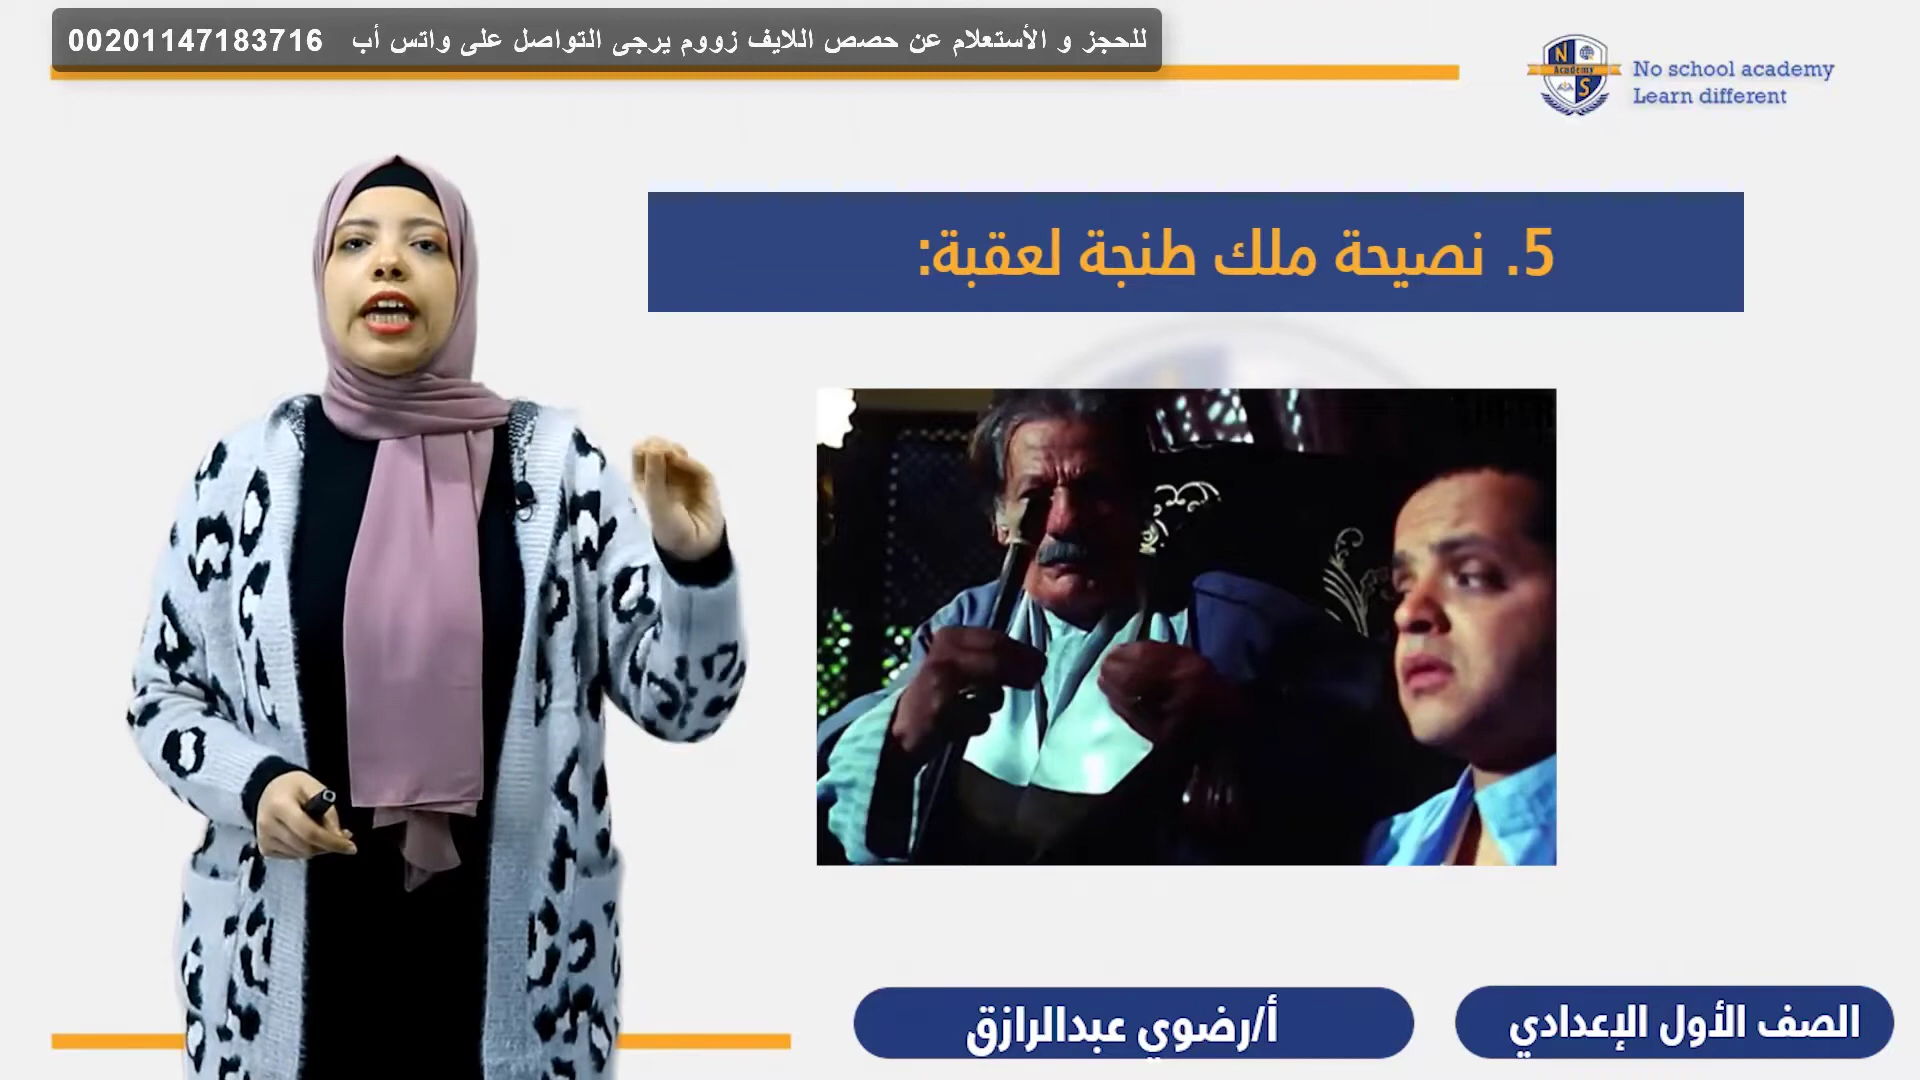 للحجز و الأستعلام عن حصص اللايف زووم يرجى التواصل على واتس أب 00201147183716
No school academy
Learn different
N
Academy
S
5. نصيحة ملك طنجة لعقبة:
أ/رضوي عبدالرازق
الصف الأول الإعدادي